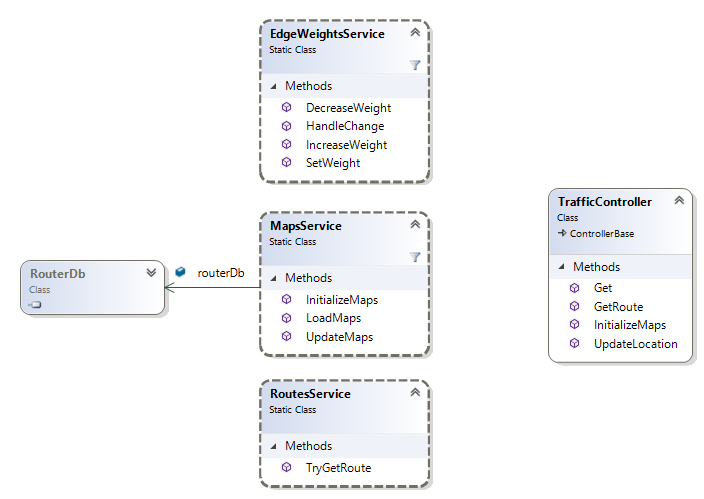 EdgeWeightsService
Static Class
Methods
DecreaseWeight
HandleChange
IncreaseWeight
SetWeight
RouterDb
Class
routerDb
MapsService
Static Class
Methods
InitializeMaps
LoadMaps
UpdateMaps
RoutesService
Static Class
Methods
TryGetRoute
TrafficController
Class
ControllerBase
Methods
Get
GetRoute
InitializeMaps
UpdateLocation